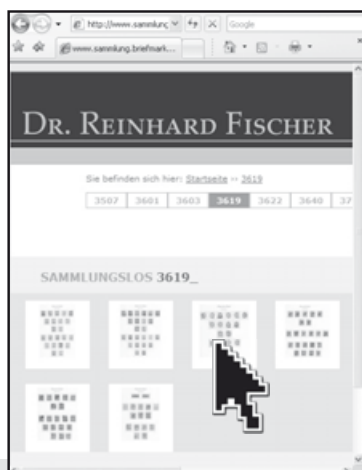 http://www.sammlung
Google
www.sammlung.briefmark...
DR. REINHARD FISCHER
Sie befinden sich hier: Startseite -- 3619
3507 3601 3603 3619 3622 3640 37
SAMMLUNGSLOS 3619_